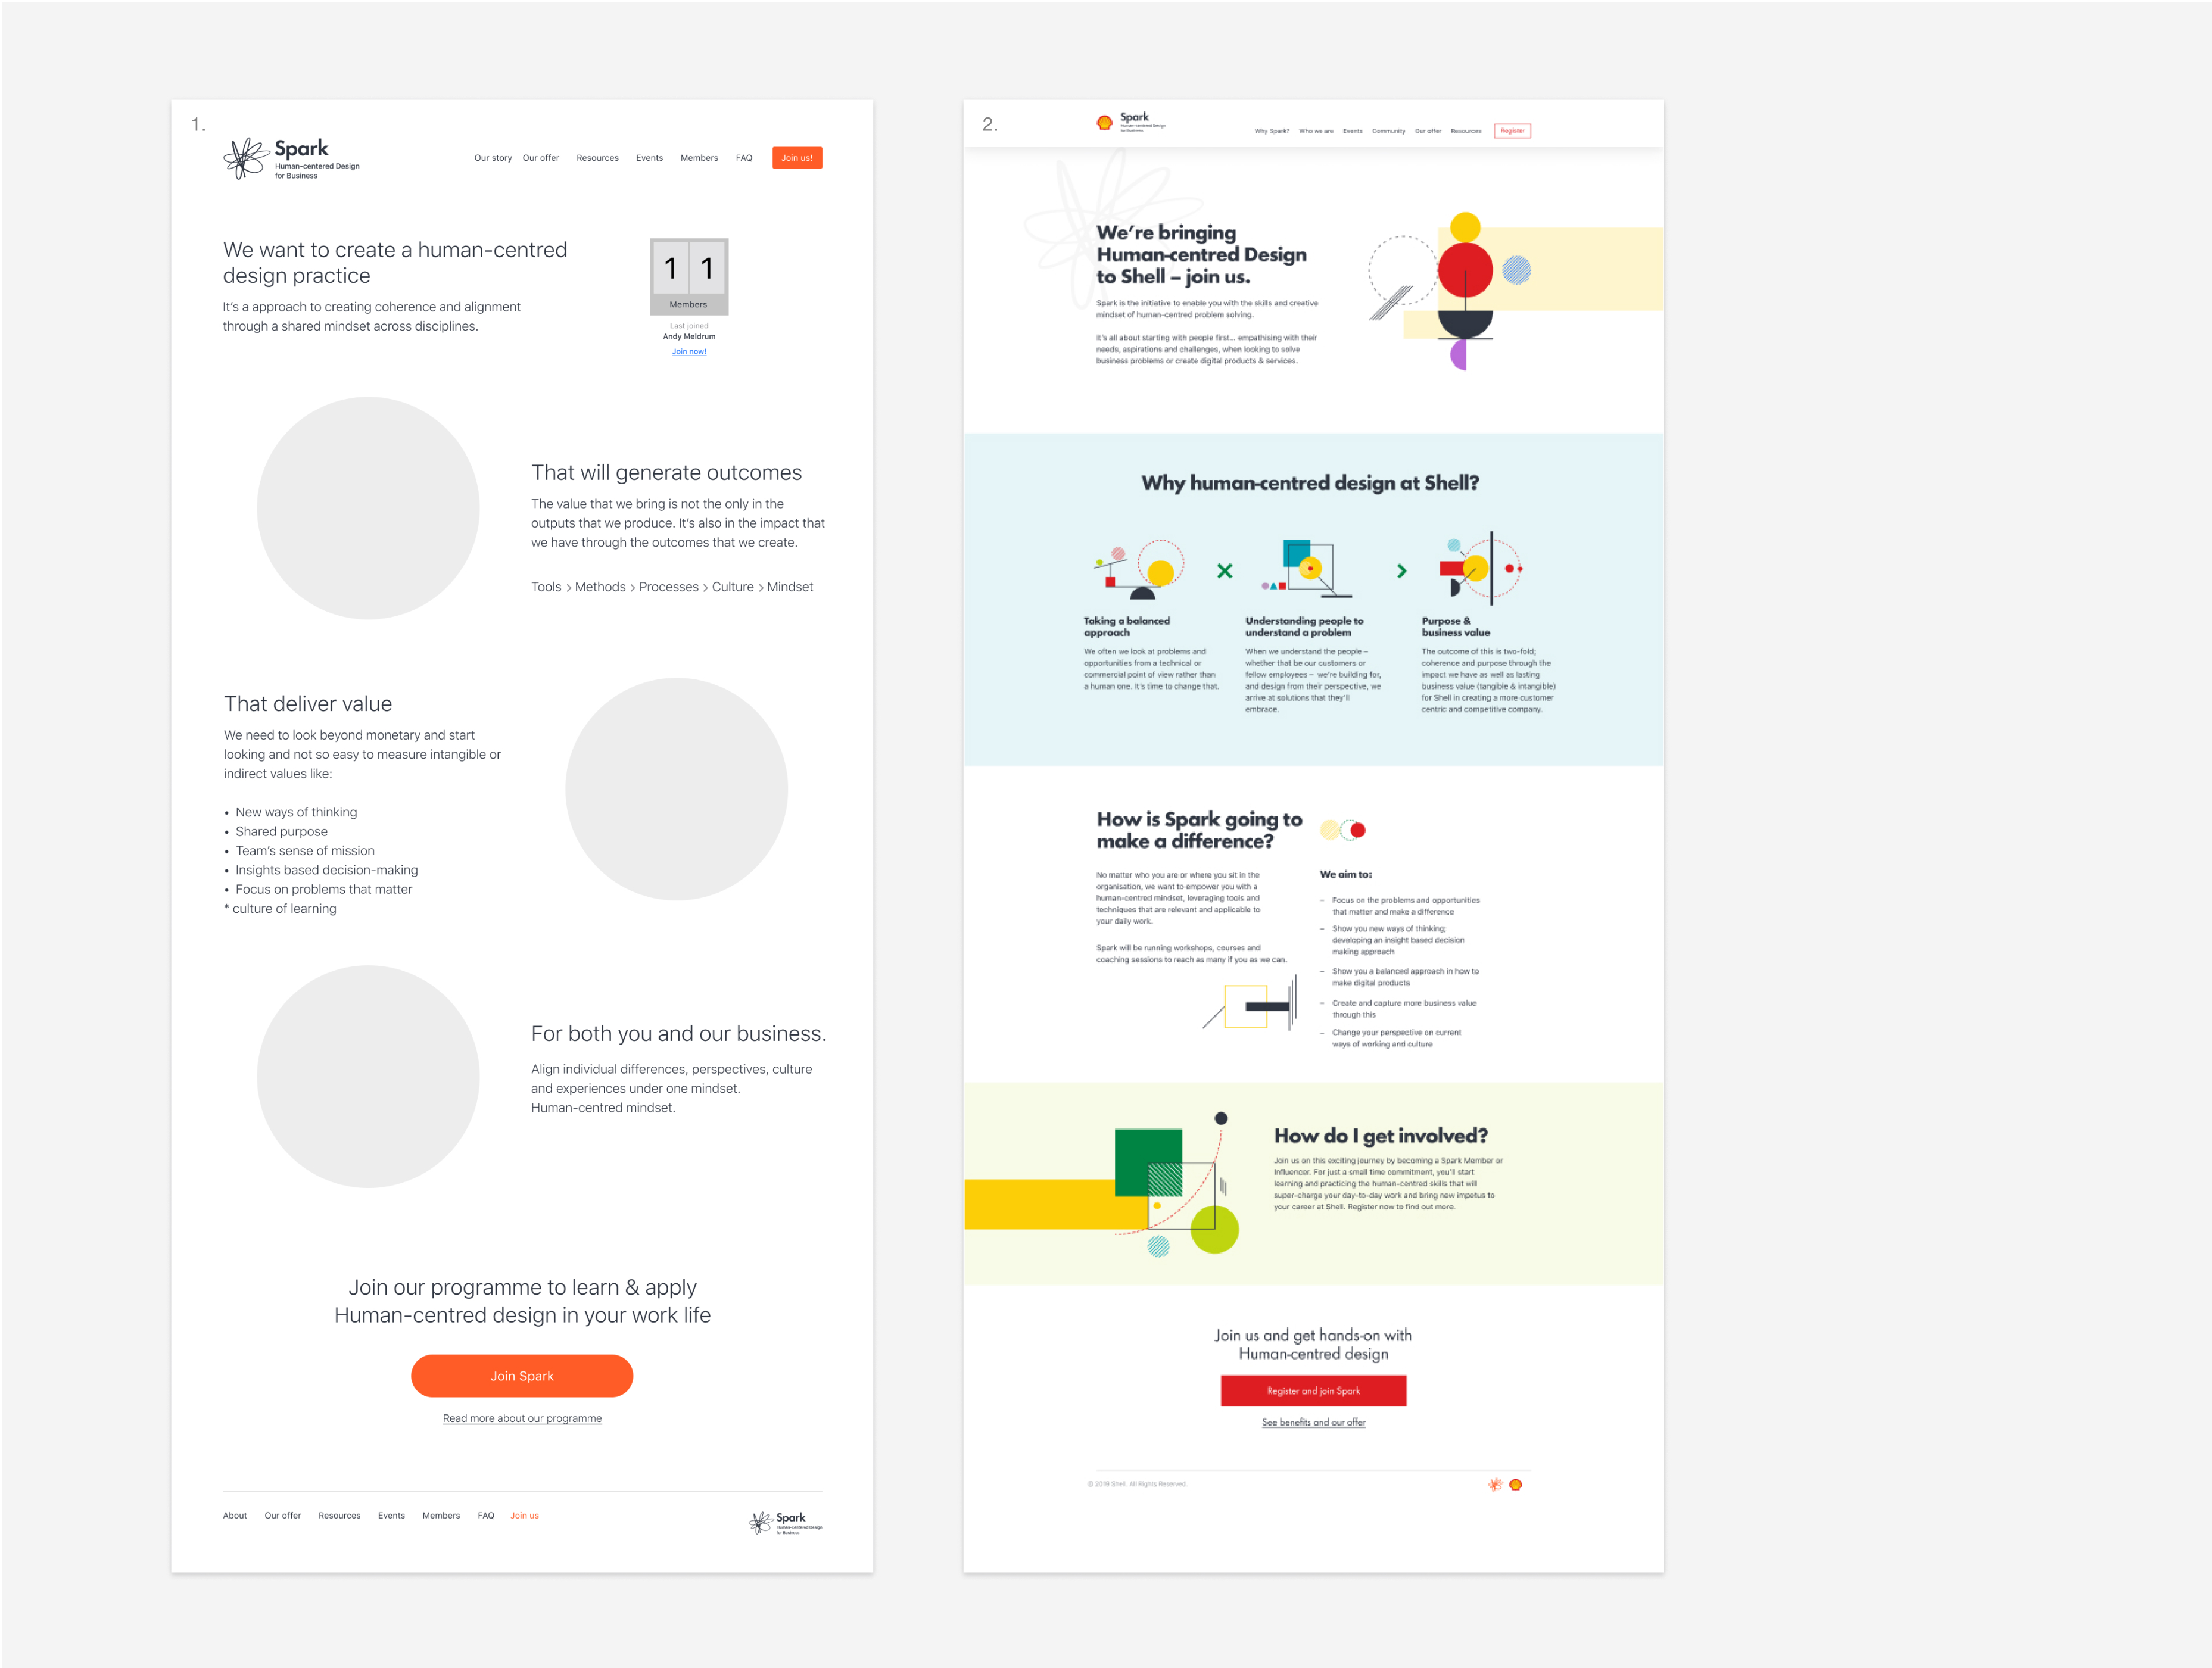 1.
Spark
Human-centered Design
for Business
Our story Our offer Resources Events Members FAQ Join us!
We want to create a human-centred
design practice
It's a approach to creating coherence and alignment
through a shared mindset across disciplines.
1 1
Members
Last joined
Andy Meldrum
Join now!
That will generate outcomes
The value that we bring is not the only in the
outputs that we produce. It's also in the impact that
we have through the outcomes that we create.
Tools > Methods > Processes > Culture > Mindset
That deliver value
We need to look beyond monetary and start
looking and not so easy to measure intangible or
indirect values like:
• New ways of thinking
• Shared purpose
• Team's sense of mission
• Insights based decision-making
• Focus on problems that matter
* culture of learning
For both you and our business.
Align individual differences, perspectives, culture
and experiences under one mindset.
Human-centred mindset.
Join our programme to learn & apply
Human-centred design in your work life
Join Spark
Read more about our programme
About Our offer Resources Events Members FAQ Join us
Spark
Human-centered Design
for Business
2.
Spark
Human-centered Design
for Business
Why Spark? Who we are Events Community Our offer Resources Register
We're bringing
Human-centred Design
to Shell – join us.
Spark is the initiative to enable you with the skills and creative
mindset of human-centred problem solving.
It's all about starting with people first... empathising with their
needs, aspirations and challenges, when looking to solve
business problems or create digital products & services.
Why human-centred design at Shell?
Taking a balanced
approach
We often we look at problems and
opportunities from a technical or
commercial point of view rather than
a human one. It's time to change that.
Understanding people to
understand a problem
When we understand the people –
whether that be our customers or
fellow employees – we're building for,
and design from their perspective, we
arrive at solutions that they'll
embrace.
Purpose &
business value
The outcome of this is two-fold;
coherence and purpose through the
impact we have as well as lasting
business value (tangible & intangible)
for Shell in creating a more customer
centric and competitive company.
How is Spark going to
make a difference?
No matter who you are or where you sit in the
organisation, we want to empower you with a
human-centred mindset, leveraging tools and
techniques that are relevant and applicable to
your daily work.
Spark will be running workshops, courses and
coaching sessions to reach as many if you as we can.
We aim to:
– Focus on the problems and opportunities
that matter and make a difference
– Show you new ways of thinking;
developing an insight based decision
making approach
– Show you a balanced approach in how to
make digital products
– Create and capture more business value
through this
– Change your perspective on current
ways of working and culture
How do I get involved?
Join us on this exciting journey by becoming a Spark Member or
Influencer. For just a small time commitment, you'll start
learning and practicing the human-centred skills that will
super-charge your day-to-day work and bring new impetus to
your career at Shell. Register now to find out more.
Join us and get hands-on with
Human-centred design
Register and join Spark
See benefits and our offer
© 2019 Shell. All Rights Reserved